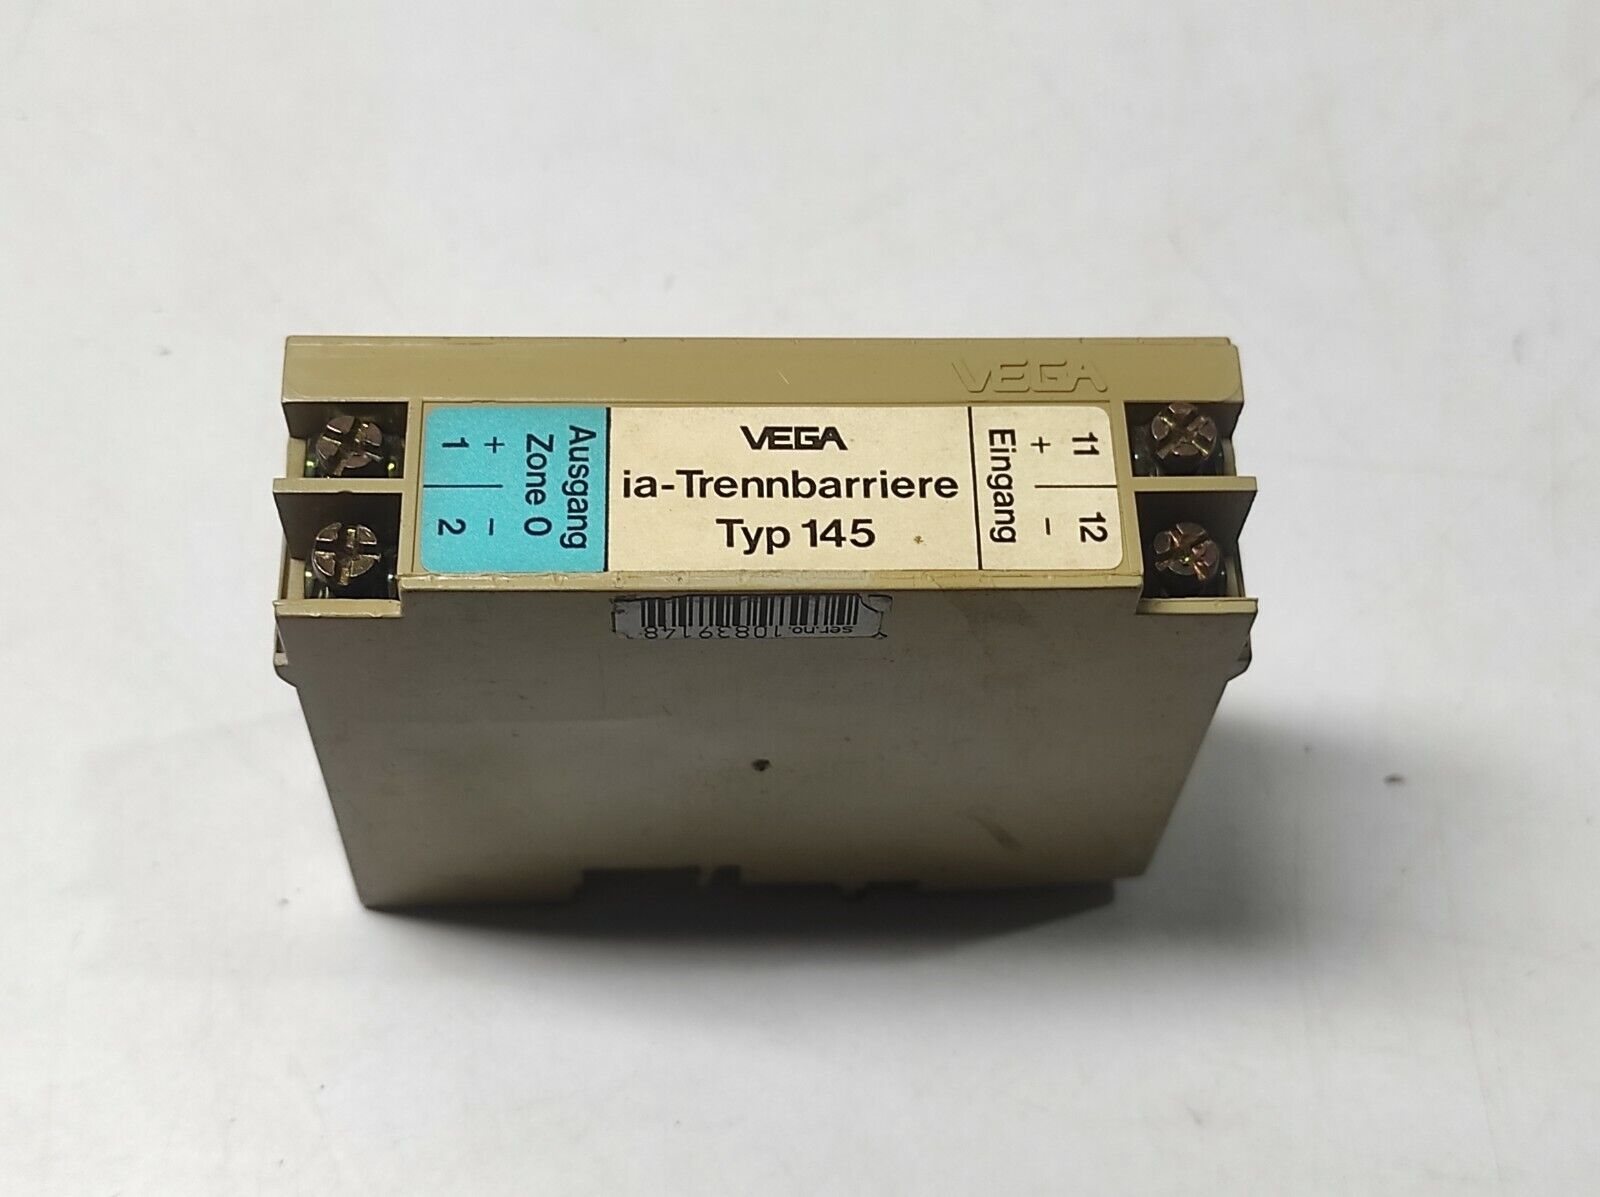 VEGA
1 + Ausgang
2 - Zone 0
VEGA
ia-Trennbarriere
Typ 145
Eingang
+ 11
- 12
ser.no. 10839148